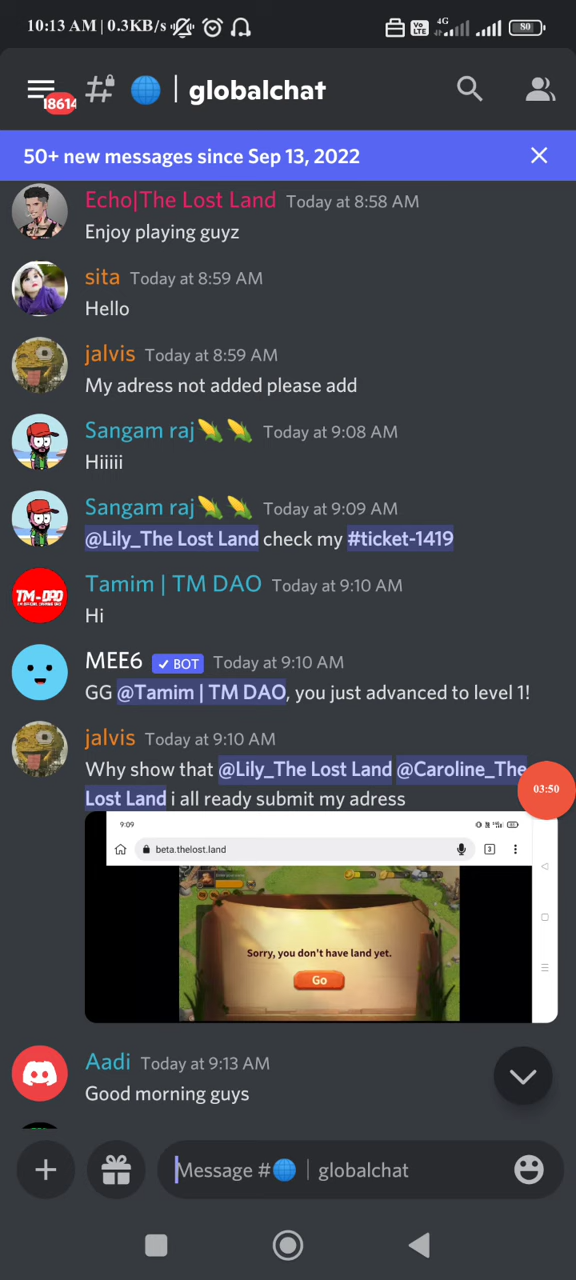 10:13 AM | 0.3KB/s
Vo LTE 4G 80
18614 # | globalchat
50+ new messages since Sep 13, 2022
Echo|The Lost Land Today at 8:58 AM
Enjoy playing guyz
sita Today at 8:59 AM
Hello
jalvis Today at 8:59 AM
My adress not added please add
Sangam raj🌽🌽 Today at 9:08 AM
Hiiiii
Sangam raj🌽🌽 Today at 9:09 AM
@Lily_The Lost Land check my #ticket-1419
TM-DAO
Tamim | TM DAO Today at 9:10 AM
Hi
MEE6 ✓ BOT Today at 9:10 AM
GG @Tamim | TM DAO, you just advanced to level 1!
jalvis Today at 9:10 AM
Why show that @Lily_The Lost Land @Caroline_The
Lost Land i all ready submit my adress
03:50
9:09
beta.thelost.land 3
Sorry, you don't have land yet.
Go
Aadi Today at 9:13 AM
Good morning guys
Message #🌐 | globalchat